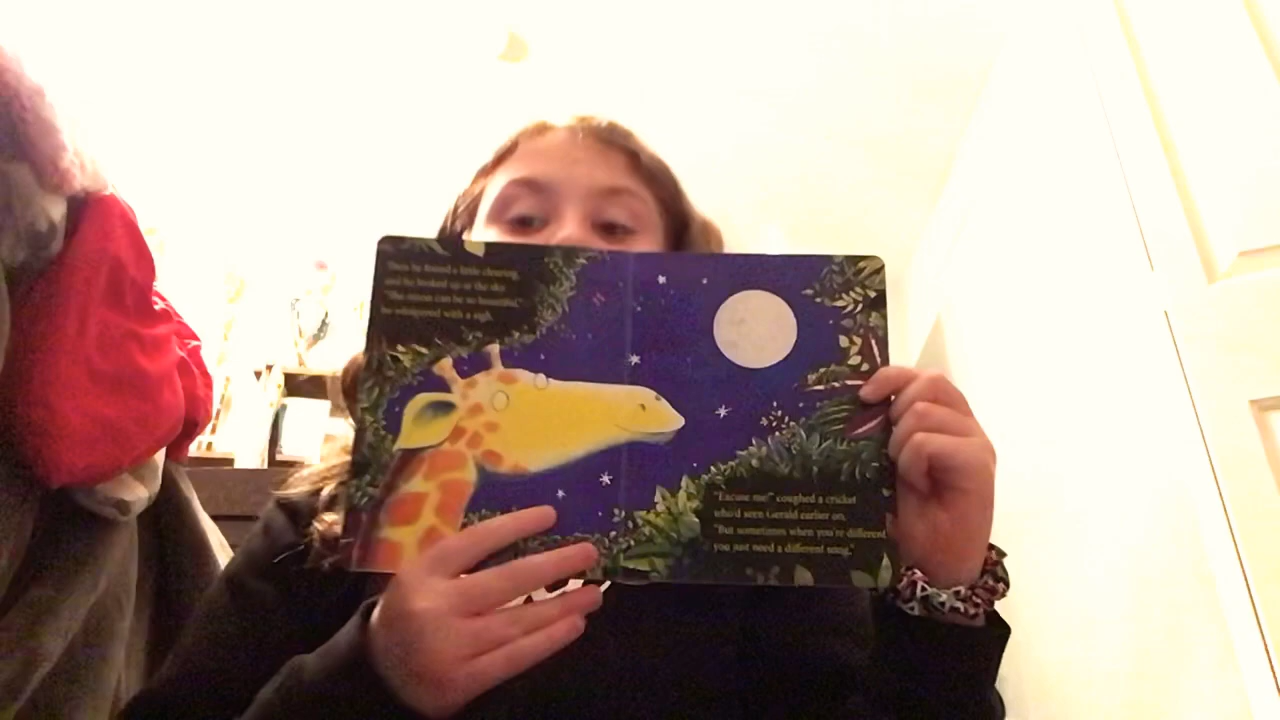 Then he found a little clearing,
and he looked up at the sky.
"The moon can be so beautiful,"
he whispered with a sigh.
"Excuse me!" coughed a cricket
who'd seen Gerald earlier on,
"But sometimes when you're different
you just need a different song."